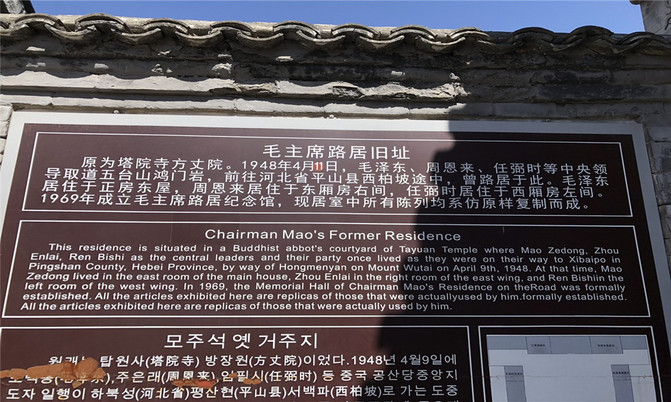 毛主席路居旧址
原为塔院寺方丈院。1948年4月11日，毛泽东、周恩来、任弼时等中央领
导取道五台山鸿门岩，前往河北省平山县西柏坡途中，曾路居于此。毛泽东
居住于正房东屋，周恩来居住于东厢房右间，任弼时居住于西厢房左间。
1969年成立毛主席路居纪念馆，现居室中所有陈列均系仿原样复制而成。
Chairman Mao's Former Residence
This residence is situated in a Buddhist abbot's courtyard of Tayuan Temple where Mao Zedong, Zhou
Enlai, Ren Bishi as the central leaders and their party once lived as they were on their way to Xibaipo in
Pingshan County, Hebei Province, by way of Hongmenyan on Mount Wutai on April 9th, 1948. At that time, Mao
Zedong lived in the east room of the main house, Zhou Enlai in the right room of the east wing, and Ren Bishiin the
left room of the west wing. In 1969, the Memorial Hall of Chairman Mao's Residence on theRoad was formally
established. All the articles exhibited here are replicas of those that were actuallyused by him.formally established.
All the articles exhibited here are replicas of those that were actually used by him.
모주석 옛 거주지
탑원사(塔院寺) 방장원(方丈院)이었다.1948년 4월9일에
주은래(周恩来),임필시(任弼时) 등 중국 공산당중앙지
도자 일행이 하북성(河北省)평산현(平山县)서백파(西柏坡)로 가는 도중